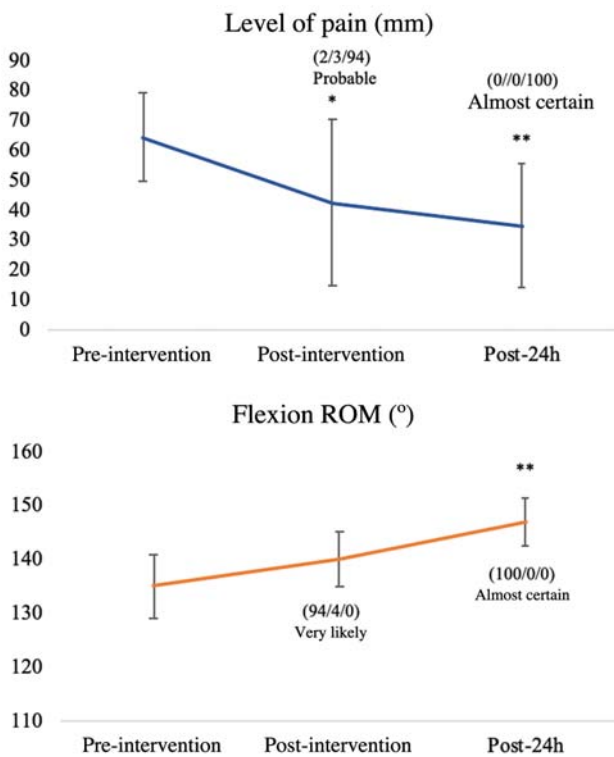 Level of pain (mm)
90
80
70
60
50
40
30
20
10
0
(2/3/94)
Probable
*
(0//0/100)
Almost certain
**
Pre-intervention
Post-intervention
Post-24h
Flexion ROM (º)
160
150
140
130
120
110
**
(94/4/0)
Very likely
(100/0/0)
Almost certain
Pre-intervention
Post-intervention
Post-24h